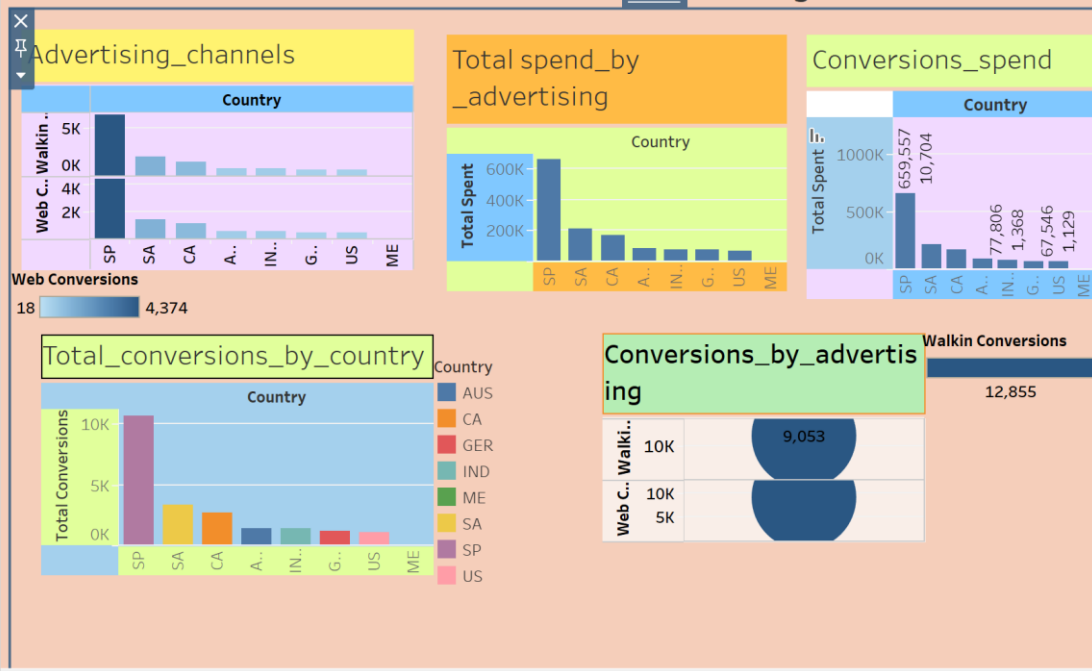 Advertising_channels
Country
Walkin ..
5K
0K
Web C..
4K
2K
SP
SA
CA
A..
IN..
G..
US
ME
Web Conversions
18
4,374
Total spend_by
_advertising
Country
Total Spent
600K
400K
200K
SP
SA
CA
A..
IN..
G..
US
ME
Conversions_spend
Country
Total Spent
1000K
500K
0K
659,557
10,704
77,806
1,368
67,546
1,129
SP
SA
CA
A..
IN..
G..
US
ME
Total_conversions_by_country
Country
Total Conversions
10K
5K
0K
SP
SA
CA
A..
IN..
G..
US
ME
Country
AUS
CA
GER
IND
ME
SA
SP
US
Conversions_by_advertis
ing
Walki..
10K
9,053
Web C..
10K
5K
Walkin Conversions
12,855